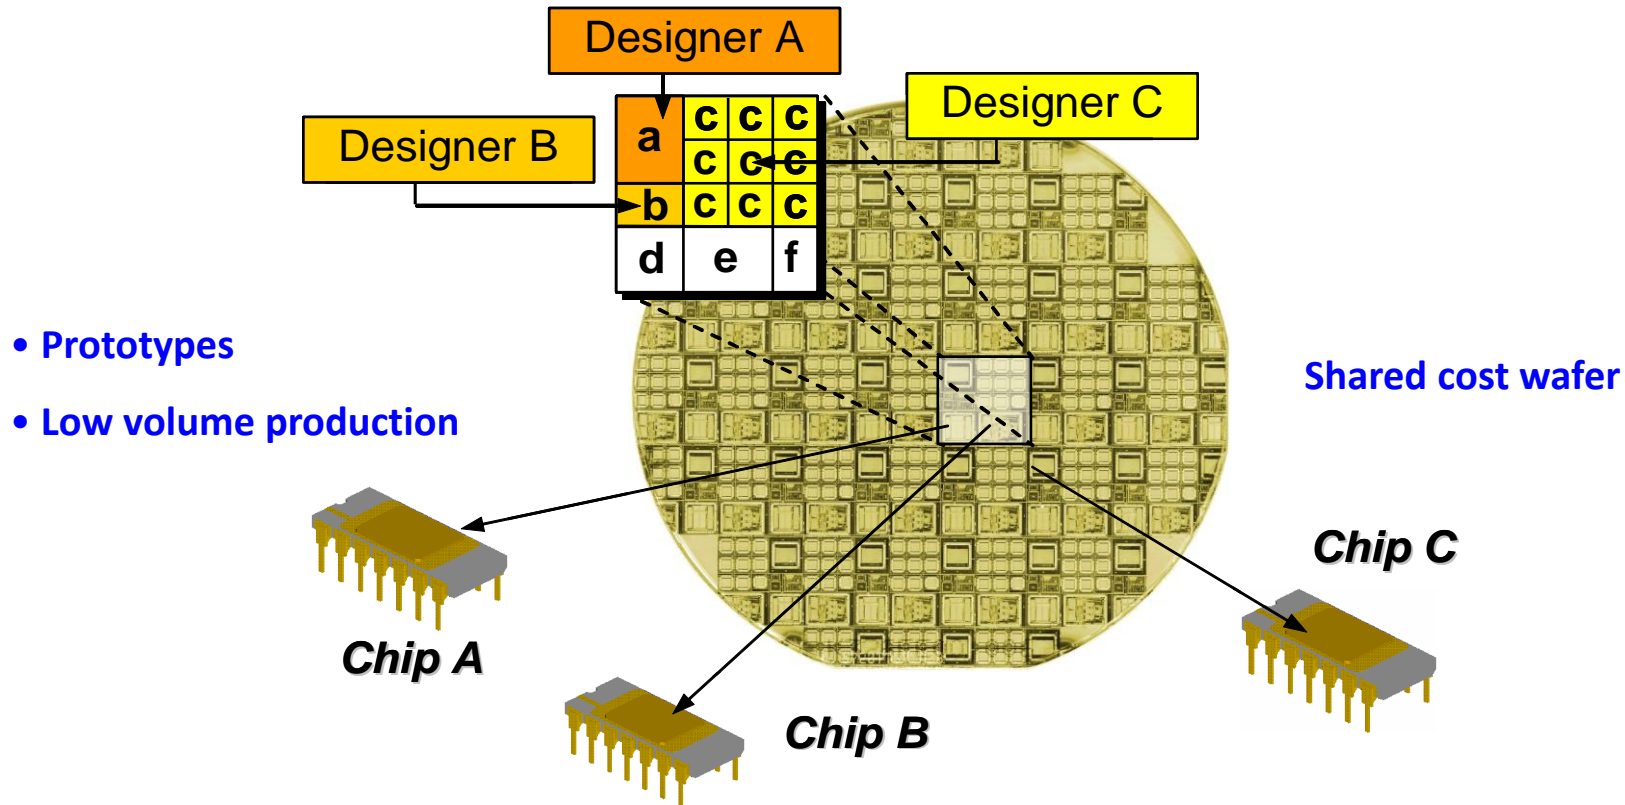 Designer A
Designer C
Designer B
a c c c
c c c
b c c c
d e f
• Prototypes
• Low volume production
Shared cost wafer
Chip A
Chip B
Chip C